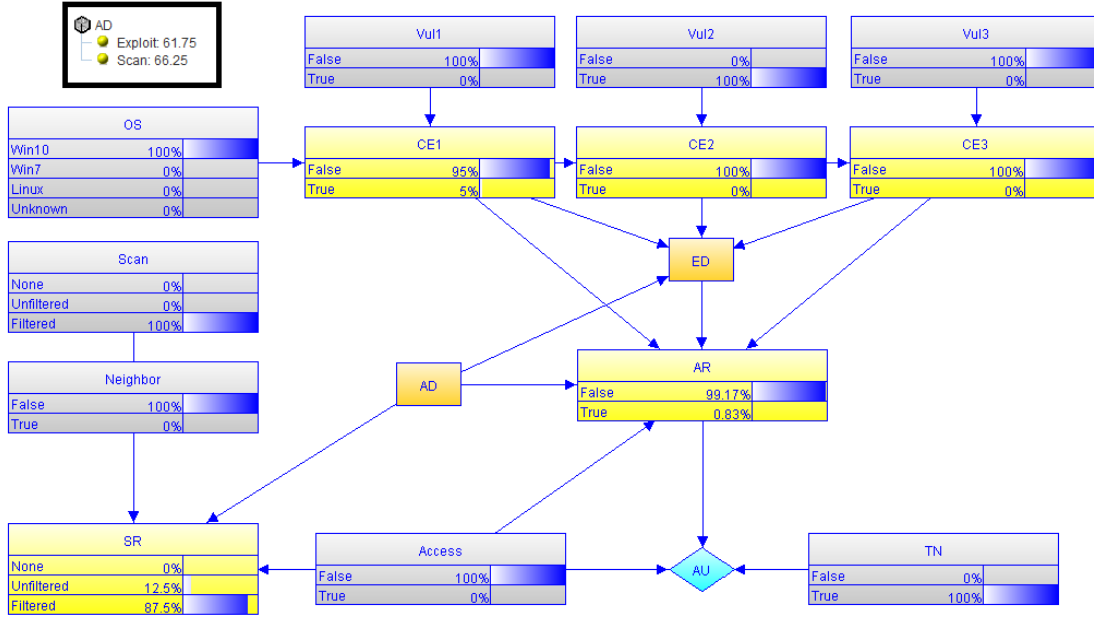 AD
Exploit: 61.75
Scan: 66.25
Vul1
False 100%
True 0%
Vul2
False 0%
True 100%
Vul3
False 100%
True 0%
OS
Win10 100%
Win7 0%
Linux 0%
Unknown 0%
CE1
False 95%
True 5%
CE2
False 100%
True 0%
CE3
False 100%
True 0%
Scan
None 0%
Unfiltered 0%
Filtered 100%
ED
Neighbor
False 100%
True 0%
AD
AR
False 99.17%
True 0.83%
SR
None 0%
Unfiltered 12.5%
Filtered 87.5%
Access
False 100%
True 0%
AU
TN
False 0%
True 100%